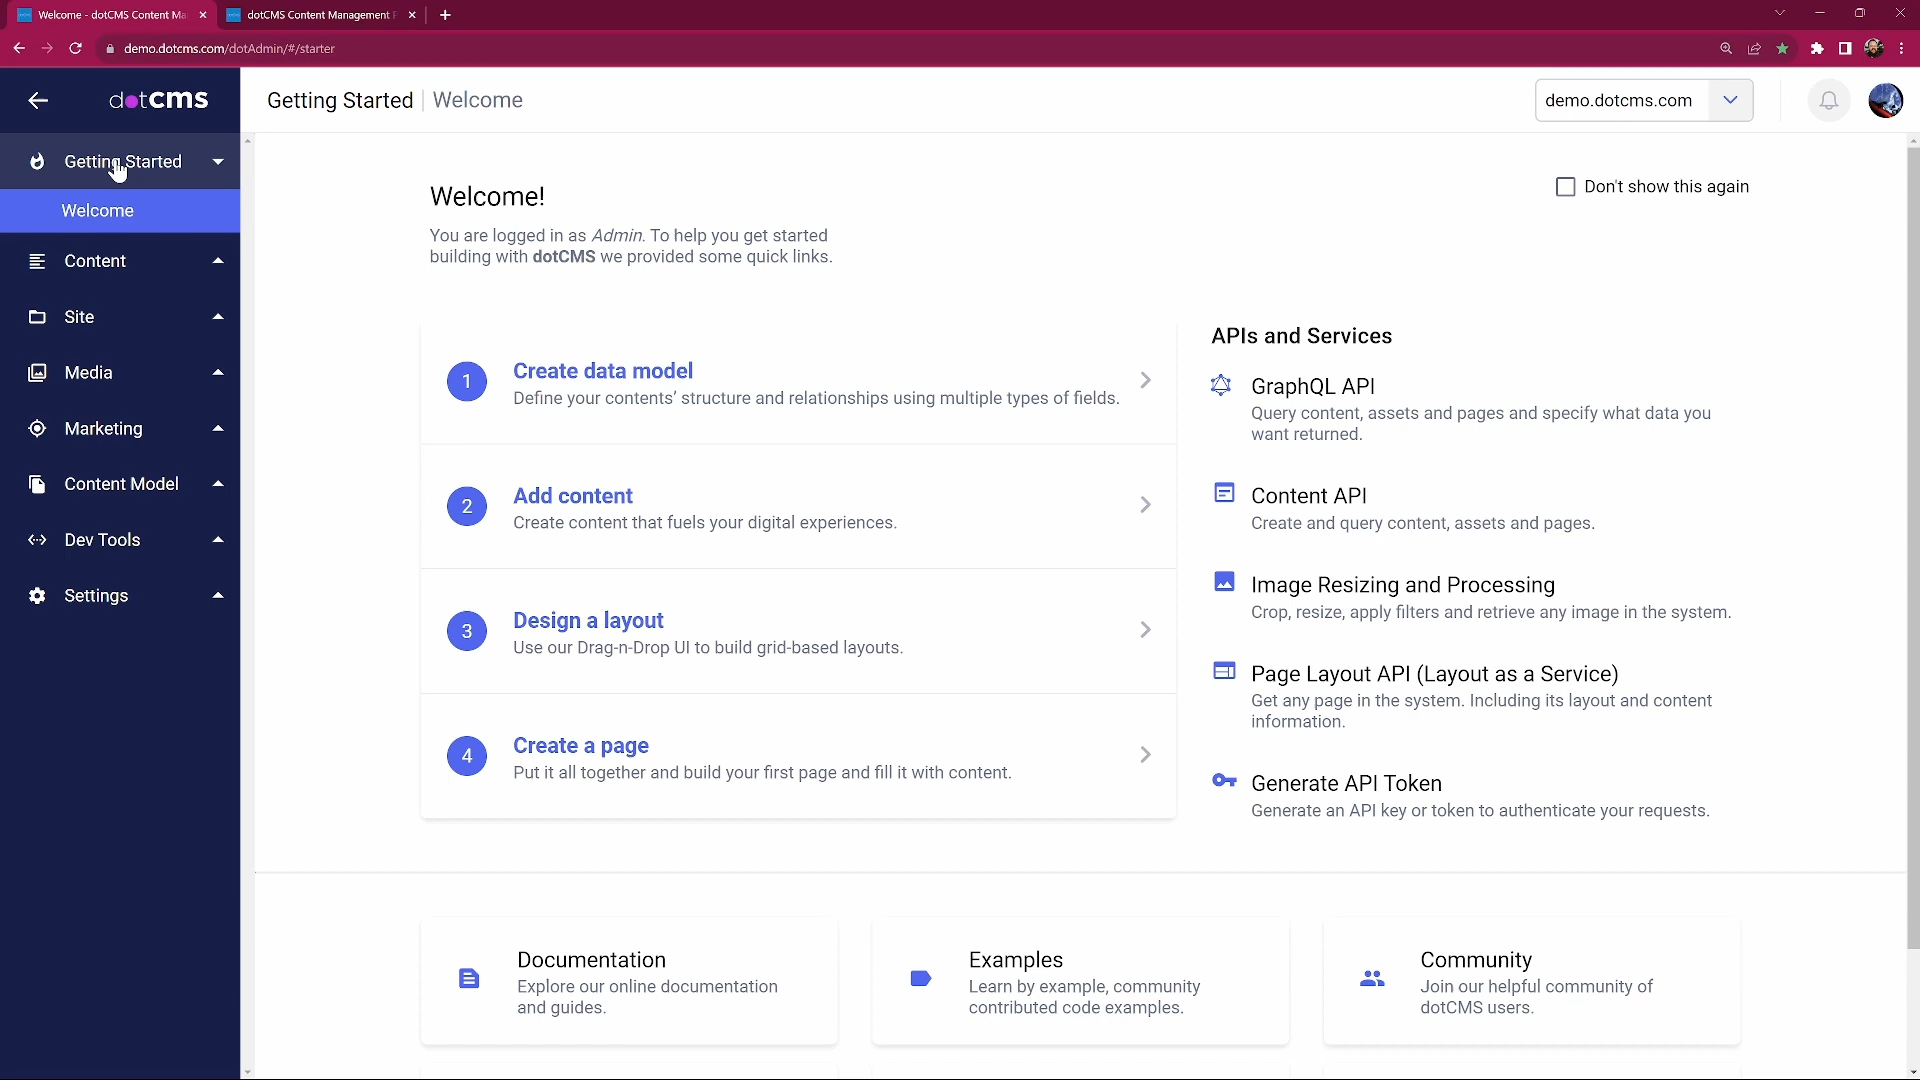 Welcome - dotCMS Content Ma
dotCMS Content Management F
demo.dotcms.com/dotAdmin/#/starter
dotcms
Getting Started
Welcome
demo.dotcms.com
Getting Started
Welcome
Content
Site
Media
Marketing
Content Model
Dev Tools
Settings
Welcome!
Don't show this again
You are logged in as Admin. To help you get started
building with dotCMS we provided some quick links.
1
Create data model
Define your contents’ structure and relationships using multiple types of fields.
2
Add content
Create content that fuels your digital experiences.
3
Design a layout
Use our Drag-n-Drop UI to build grid-based layouts.
4
Create a page
Put it all together and build your first page and fill it with content.
APIs and Services
GraphQL API
Query content, assets and pages and specify what data you
want returned.
Content API
Create and query content, assets and pages.
Image Resizing and Processing
Crop, resize, apply filters and retrieve any image in the system.
Page Layout API (Layout as a Service)
Get any page in the system. Including its layout and content
information.
Generate API Token
Generate an API key or token to authenticate your requests.
Documentation
Explore our online documentation
and guides.
Examples
Learn by example, community
contributed code examples.
Community
Join our helpful community of
dotCMS users.